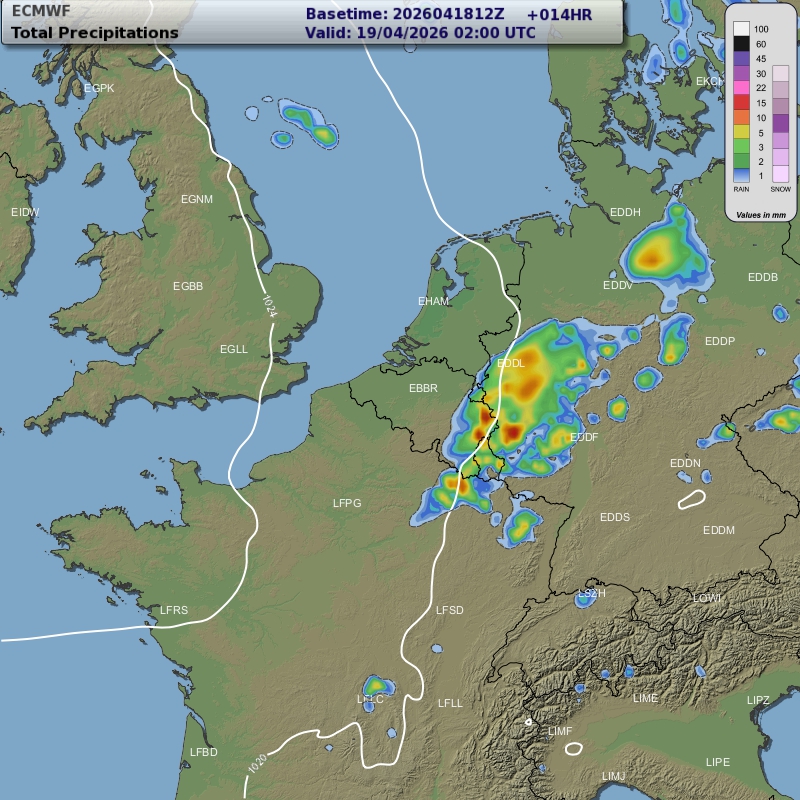 ECMWF
Basetime: 2026041812Z +014HR
Total Precipitations
Valid: 19/04/2026 02:00 UTC
100
60
45
30
22
15
10
5
3
2
1
RAIN SNOW
Values in mm
EGPK
EKCH
EGNM
EIDW
EDDH
EGBB
EDDV
EDDB
EHAM
1024
EGLL
EDDP
EDDL
EBBR
EDDF
EDDN
LFPG
EDDS
EDDM
LSZH
LOWI
LFRS
LFSD
LFLC
LFLL
LIME
LIPZ
LIMF
LFBD
1020
LIPE
LIMJ